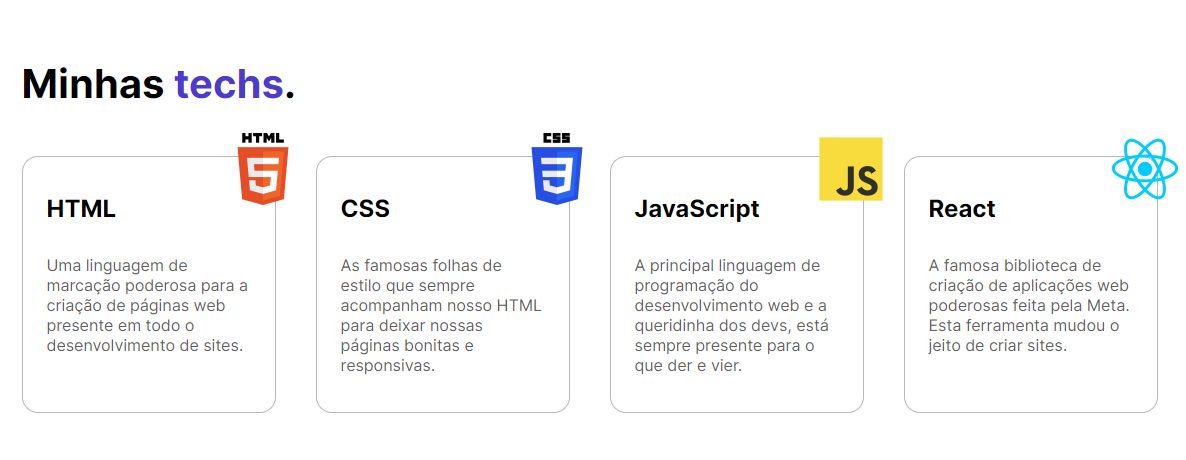 Minhas techs.
HTML
5
HTML
Uma linguagem de
marcação poderosa para a
criação de páginas web
presente em todo o
desenvolvimento de sites.
CSS
3
CSS
As famosas folhas de
estilo que sempre
acompanham nosso HTML
para deixar nossas
páginas bonitas e
responsivas.
JS
JavaScript
A principal linguagem de
programação do
desenvolvimento web e a
queridinha dos devs, está
sempre presente para o
que der e vier.
React
A famosa biblioteca de
criação de aplicações web
poderosas feita pela Meta.
Esta ferramenta mudou o
jeito de criar sites.